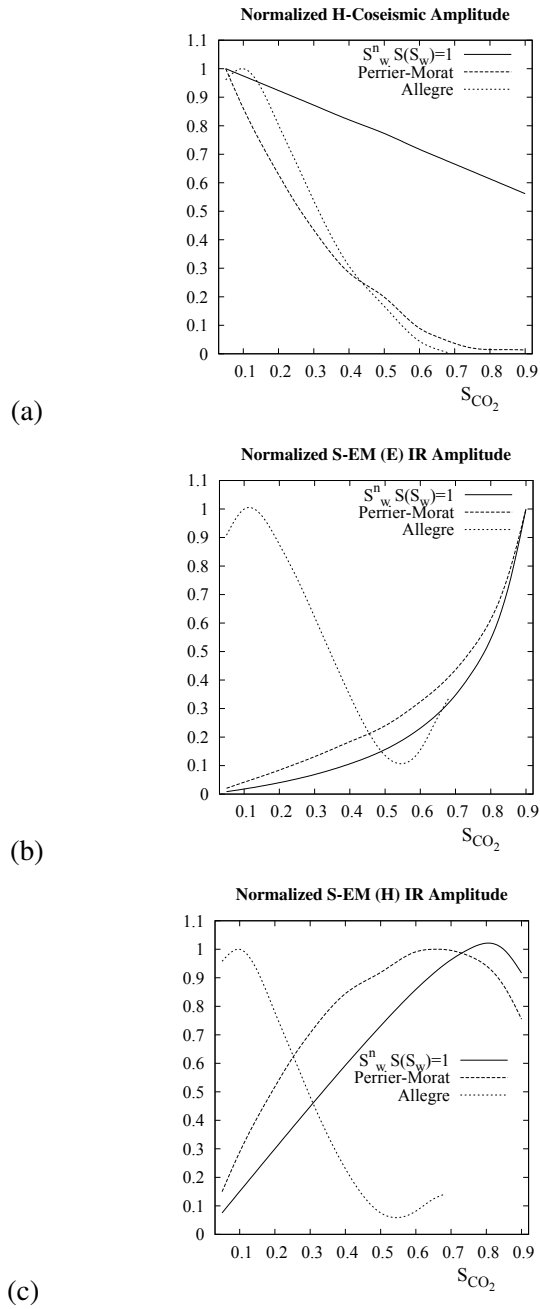 Normalized H-Coseismic Amplitude
S^n_w S(S_w)=1
Perrier-Morat
Allegre
1.1
1
0.9
0.8
0.7
0.6
0.5
0.4
0.3
0.2
0.1
0
0.1 0.2 0.3 0.4 0.5 0.6 0.7 0.8 0.9
S_CO_2
(a)
Normalized S-EM (E) IR Amplitude
S^n_w S(S_w)=1
Perrier-Morat
Allegre
1.1
1
0.9
0.8
0.7
0.6
0.5
0.4
0.3
0.2
0.1
0
0.1 0.2 0.3 0.4 0.5 0.6 0.7 0.8 0.9
S_CO_2
(b)
Normalized S-EM (H) IR Amplitude
1.1
1
0.9
0.8
0.7
0.6
0.5
0.4
0.3
0.2
0.1
0
S^n_w. S(S_w)=1
Perrier-Morat
Allegre
0.1 0.2 0.3 0.4 0.5 0.6 0.7 0.8 0.9
S_CO_2
(c)